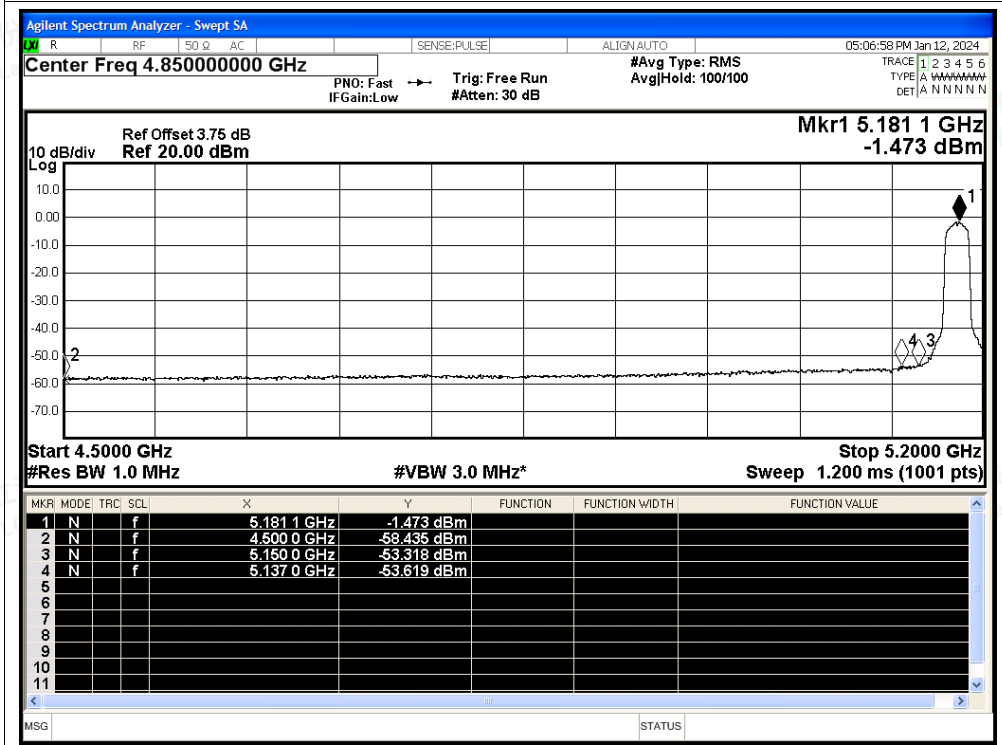 Agilent Spectrum Analyzer - Swept SA
LXI R RF 50 Ω AC SENSE:PULSE ALIGN AUTO 05:06:58 PM Jan 12, 2024
Center Freq 4.850000000 GHz
PNO: Fast
IFGain:Low
Trig: Free Run
#Atten: 30 dB
#Avg Type: RMS
Avg|Hold: 100/100
TRACE 1 2 3 4 5 6
TYPE A WWWWW
DET A N N N N N
Ref Offset 3.75 dB
10 dB/div Ref 20.00 dBm
Log
Mkr1 5.181 1 GHz
-1.473 dBm
10.0
0.00
-10.0
-20.0
-30.0
-40.0
-50.0
-60.0
-70.0
1
2
4 3
Start 4.5000 GHz Stop 5.2000 GHz
#Res BW 1.0 MHz #VBW 3.0 MHz* Sweep 1.200 ms (1001 pts)
MKR MODE TRC SCL X Y FUNCTION FUNCTION WIDTH FUNCTION VALUE
1 N f 5.181 1 GHz -1.473 dBm
2 N f 4.500 0 GHz -58.435 dBm
3 N f 5.150 0 GHz -53.318 dBm
4 N f 5.137 0 GHz -53.619 dBm
5
6
7
8
9
10
11
MSG STATUS